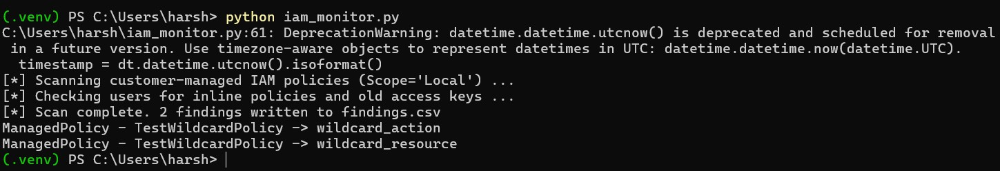 (.venv) PS C:\Users\harsh> python iam_monitor.py
C:\Users\harsh\iam_monitor.py:61: DeprecationWarning: datetime.datetime.utcnow() is deprecated and scheduled for removal
 in a future version. Use timezone-aware objects to represent datetimes in UTC: datetime.datetime.now(datetime.UTC).
  timestamp = dt.datetime.utcnow().isoformat()
[*] Scanning customer-managed IAM policies (Scope='Local') ...
[*] Checking users for inline policies and old access keys ...
[*] Scan complete. 2 findings written to findings.csv
ManagedPolicy - TestWildcardPolicy -> wildcard_action
ManagedPolicy - TestWildcardPolicy -> wildcard_resource
(.venv) PS C:\Users\harsh>